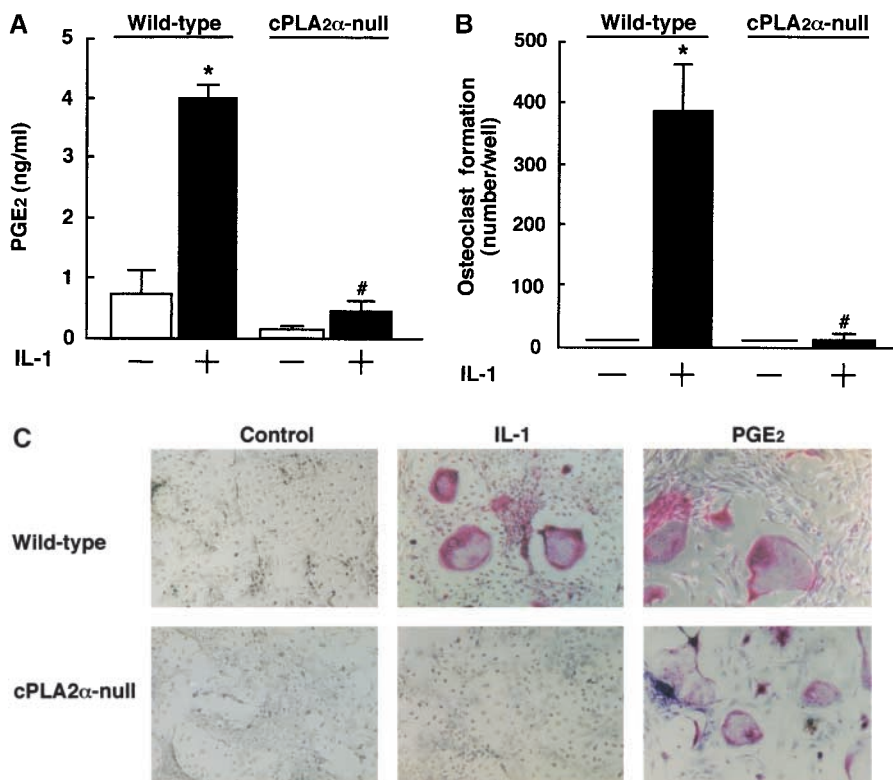 A
Wild-type cPLA2α-null
5
4
3
2
1
0
PGE2 (ng/ml)
*
#
IL-1 — + — +
B
Wild-type cPLA2α-null
500
400
300
200
100
0
Osteoclast formation
(number/well)
*
#
IL-1 — + — +
C
Control IL-1 PGE2
Wild-type
cPLA2α-null